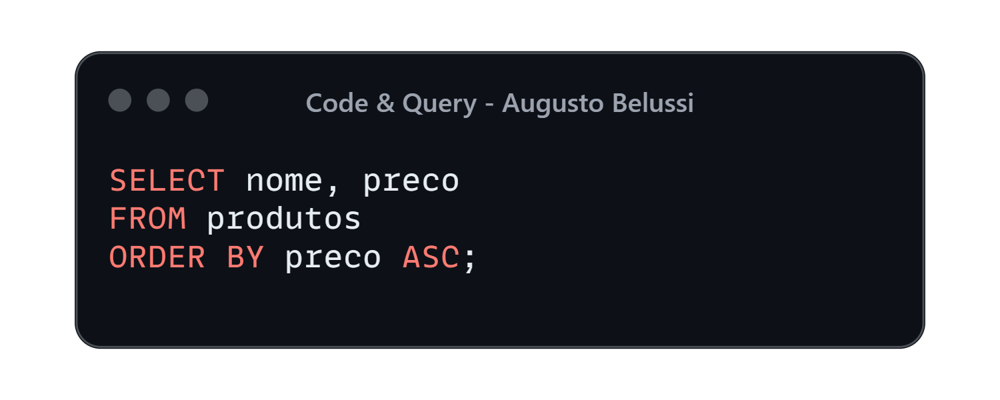 Code & Query - Augusto Belussi
SELECT nome, preco
FROM produtos
ORDER BY preco ASC;